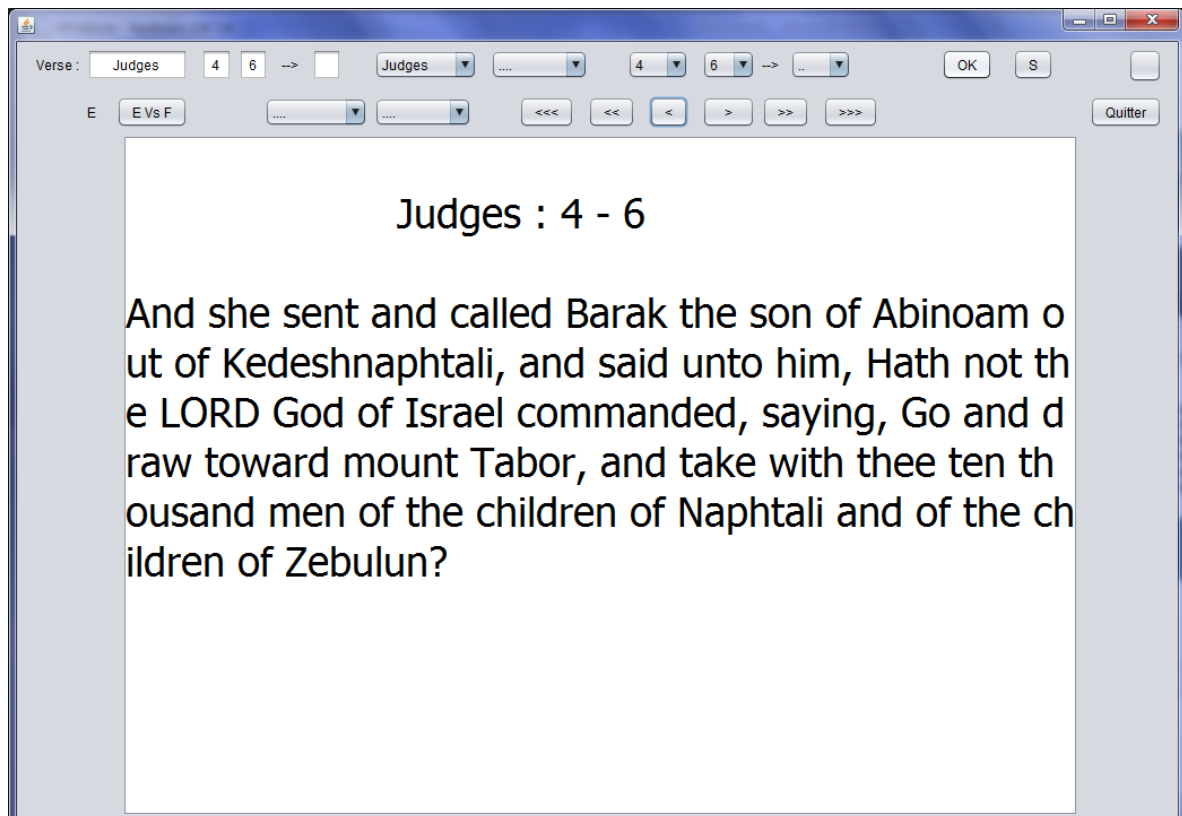 Verse : Judges 4 6 --> Judges .... 4 6 --> .. OK S
E E Vs F .... .... <<< << < > >> >>> Quitter
Judges : 4 - 6
And she sent and called Barak the son of Abinoam o
ut of Kedeshnaphtali, and said unto him, Hath not th
e LORD God of Israel commanded, saying, Go and d
raw toward mount Tabor, and take with thee ten th
ousand men of the children of Naphtali and of the ch
ildren of Zebulun?